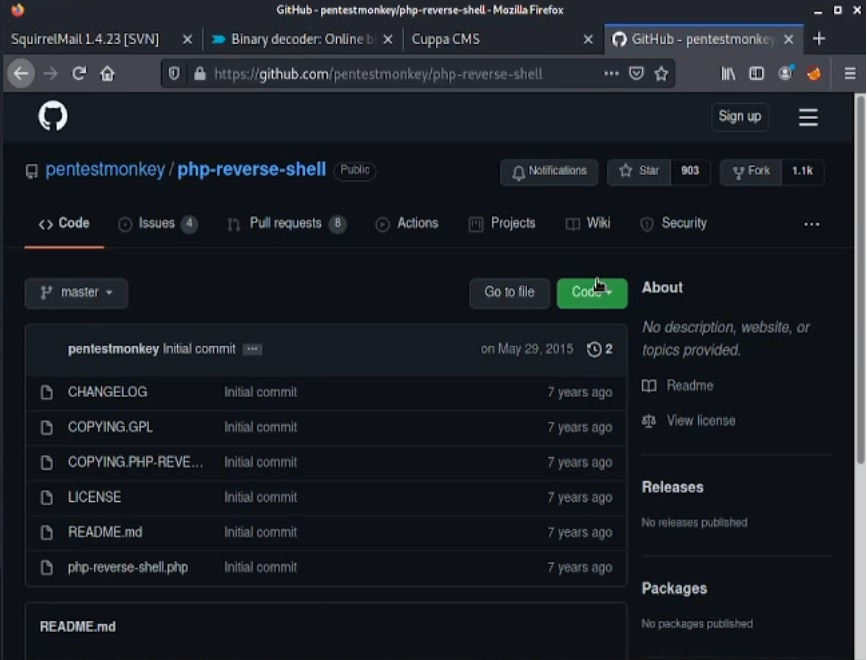 GitHub - pentestmonkey/php-reverse-shell - Mozilla Firefox
SquirrelMail 1.4.23 [SVN]
Binary decoder: Online b
Cuppa CMS
GitHub - pentestmonkey
https://github.com/pentestmonkey/php-reverse-shell
Sign up
pentestmonkey / php-reverse-shell Public
Notifications
Star 903
Fork 1.1k
<> Code
Issues 4
Pull requests 8
Actions
Projects
Wiki
Security
...
master
Go to file
Code
About
No description, website, or
topics provided.
Readme
View license
pentestmonkey Initial commit ... on May 29, 2015 2
CHANGELOG Initial commit 7 years ago
COPYING.GPL Initial commit 7 years ago
COPYING.PHP-REVE... Initial commit 7 years ago
LICENSE Initial commit 7 years ago
README.md Initial commit 7 years ago
php-reverse-shell.php Initial commit 7 years ago
Releases
No releases published
Packages
No packages published
README.md